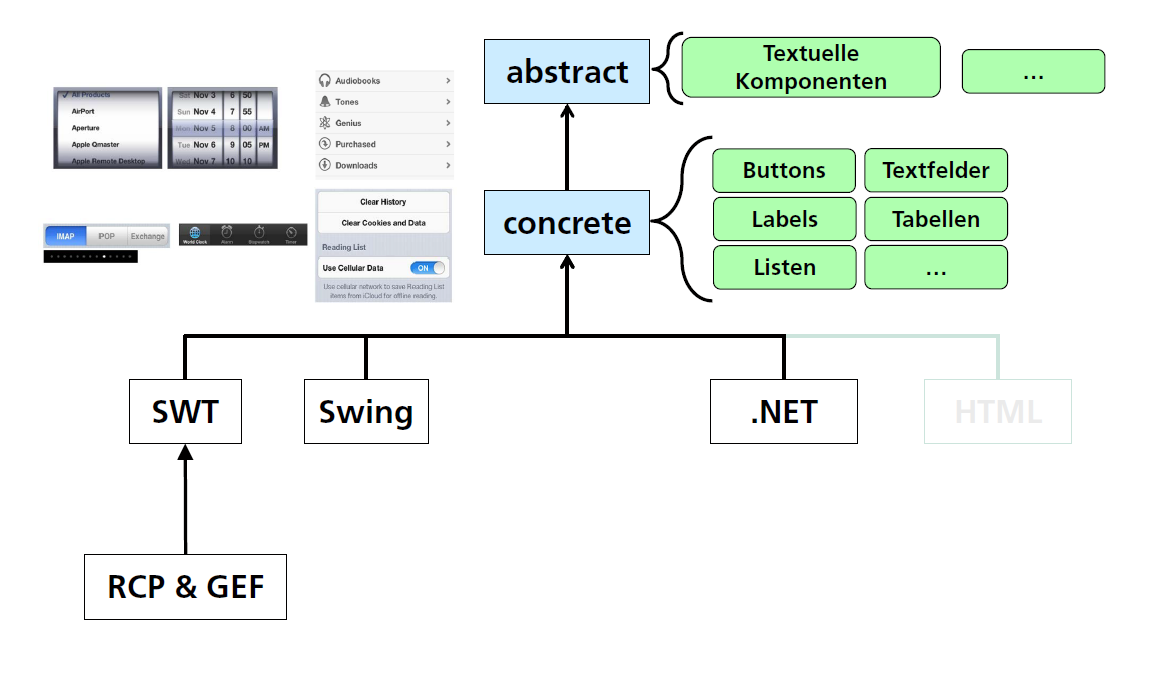 abstract
Textuelle
Komponenten
...
All Products
AirPort
Aperture
Apple Qmaster
Apple Remote Desktop
Sat Nov 3 6 50
Sun Nov 4 7 55
Mon Nov 5 8 00 AM
Tue Nov 6 9 05 PM
Wed Nov 7 10 10
Audiobooks
Tones
Genius
Purchased
Downloads
concrete
Buttons
Textfelder
Labels
Tabellen
Listen
...
IMAP POP Exchange
World Clock Alarm Stopwatch Timer
Clear History
Clear Cookies and Data
Reading List
Use Cellular Data ON
Use cellular network to save Reading List
items from iCloud for offline reading.
SWT
Swing
.NET
HTML
RCP & GEF